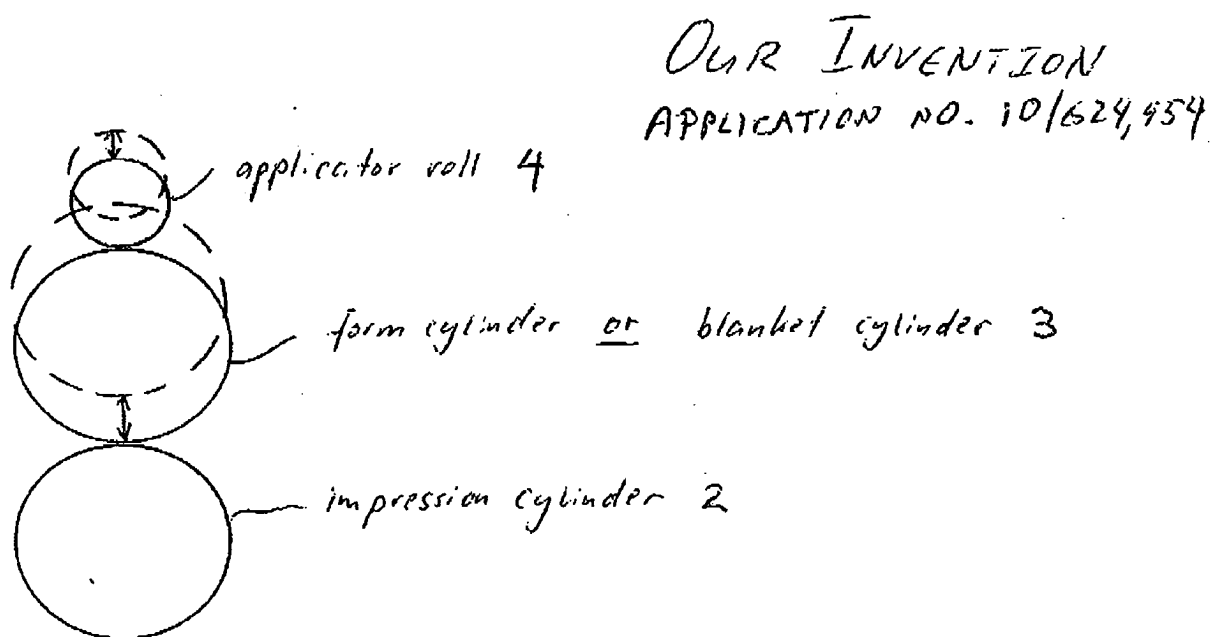 OUR INVENTION
APPLICATION NO. 10/624,954
applicator roll 4
form cylinder or blanket cylinder 3
impression cylinder 2